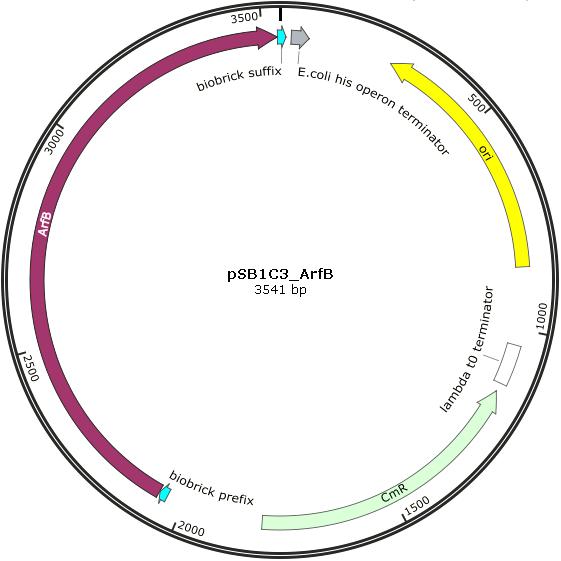 3500
biobrick suffix
E.coli his operon terminator
500
ori
3000
ArfB
pSB1C3_ArfB
3541 bp
1000
lambda t0 terminator
2500
biobrick prefix
CmR
1500
2000